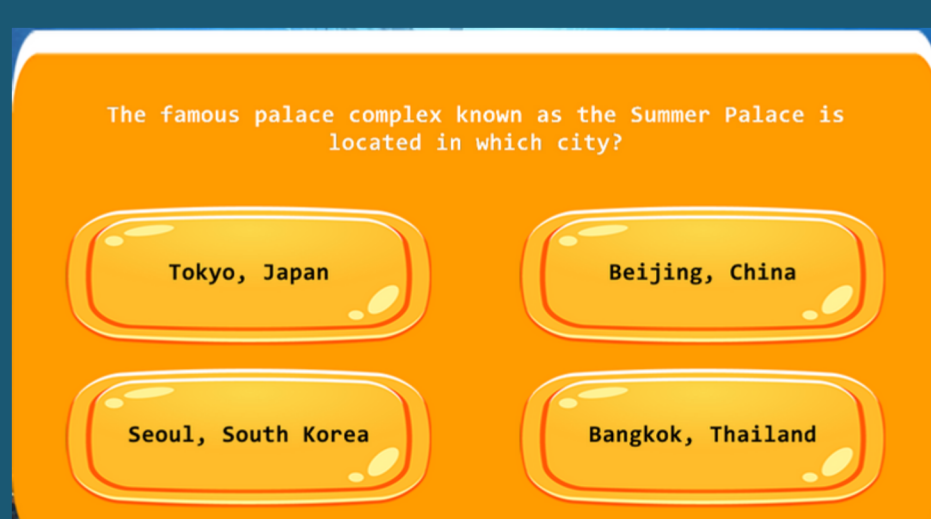 The famous palace complex known as the Summer Palace is
located in which city?
Tokyo, Japan
Beijing, China
Seoul, South Korea
Bangkok, Thailand